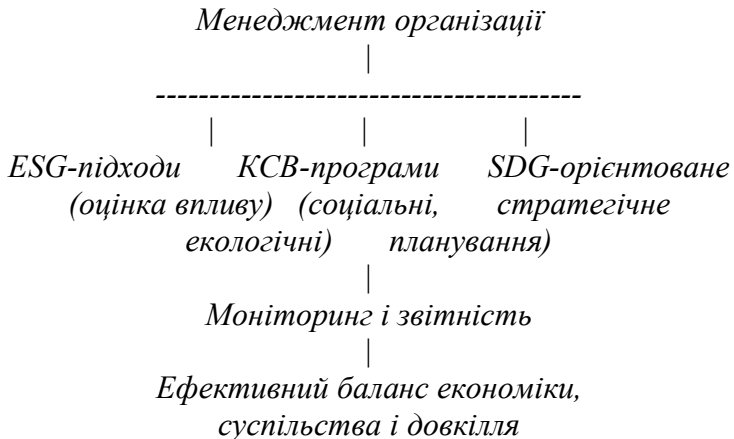 Менеджмент організації
|
----------------------------------------
| | |
ESG-підходи КСВ-програми SDG-орієнтоване
(оцінка впливу) (соціальні, стратегічне
екологічні) планування)
|
Моніторинг і звітність
|
Ефективний баланс економіки,
суспільства і довкілля